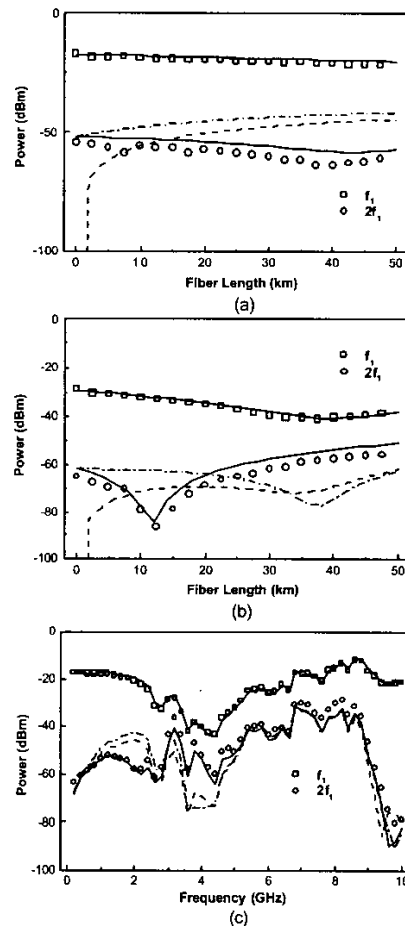 0
-50
-100
Power (dBm)
□ f₁
○ 2f₁
0 10 20 30 40 50
Fiber Length (km)
(a)
0
-20
-40
-60
-80
-100
Power (dBm)
□ f₁
○ 2f₁
0 10 20 30 40 50
Fiber Length (km)
(b)
0
-20
-40
-60
-80
-100
Power (dBm)
□ f₁
○ 2f₁
0 2 4 6 8 10
Frequency (GHz)
(c)